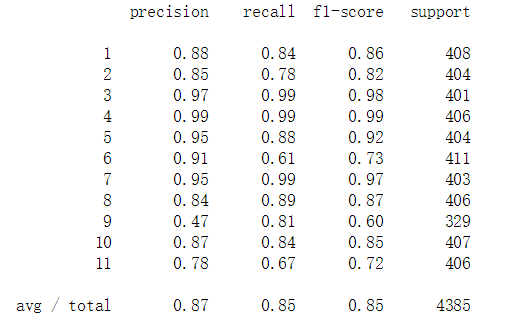 precision recall f1-score support
1 0.88 0.84 0.86 408
2 0.85 0.78 0.82 404
3 0.97 0.99 0.98 401
4 0.99 0.99 0.99 406
5 0.95 0.88 0.92 404
6 0.91 0.61 0.73 411
7 0.95 0.99 0.97 403
8 0.84 0.89 0.87 406
9 0.47 0.81 0.60 329
10 0.87 0.84 0.85 407
11 0.78 0.67 0.72 406
avg / total 0.87 0.85 0.85 4385